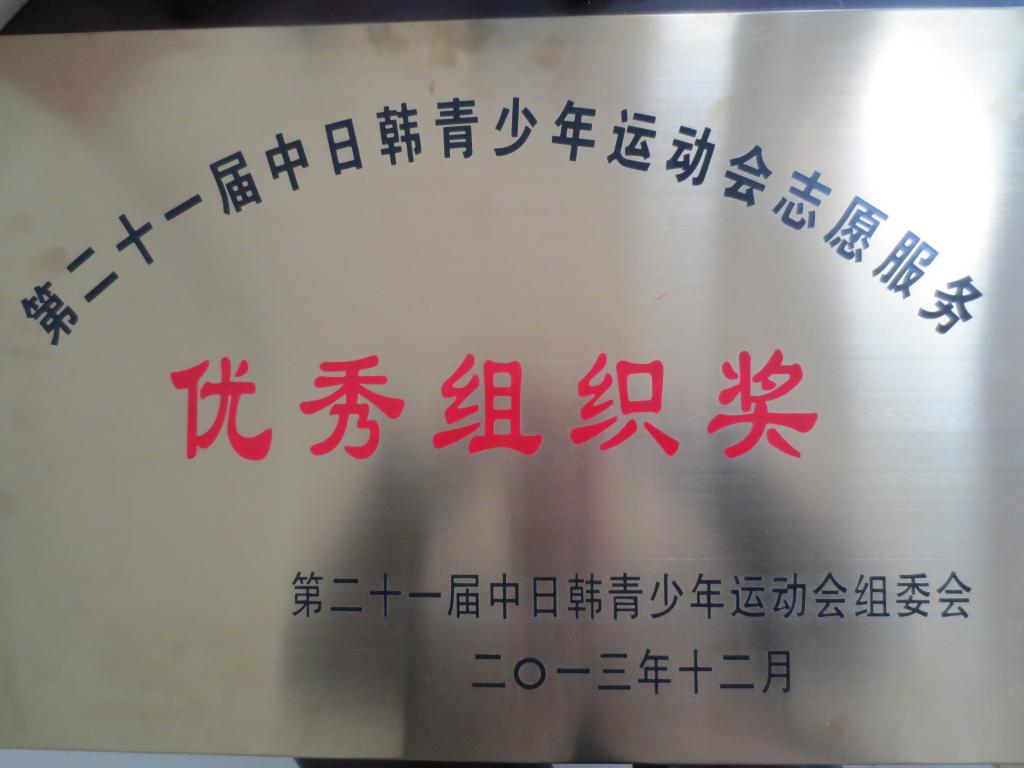 第二十一届中日韩青少年运动会志愿服务
优秀组织奖
第二十一届中日韩青少年运动会组委会
二〇一三年十二月